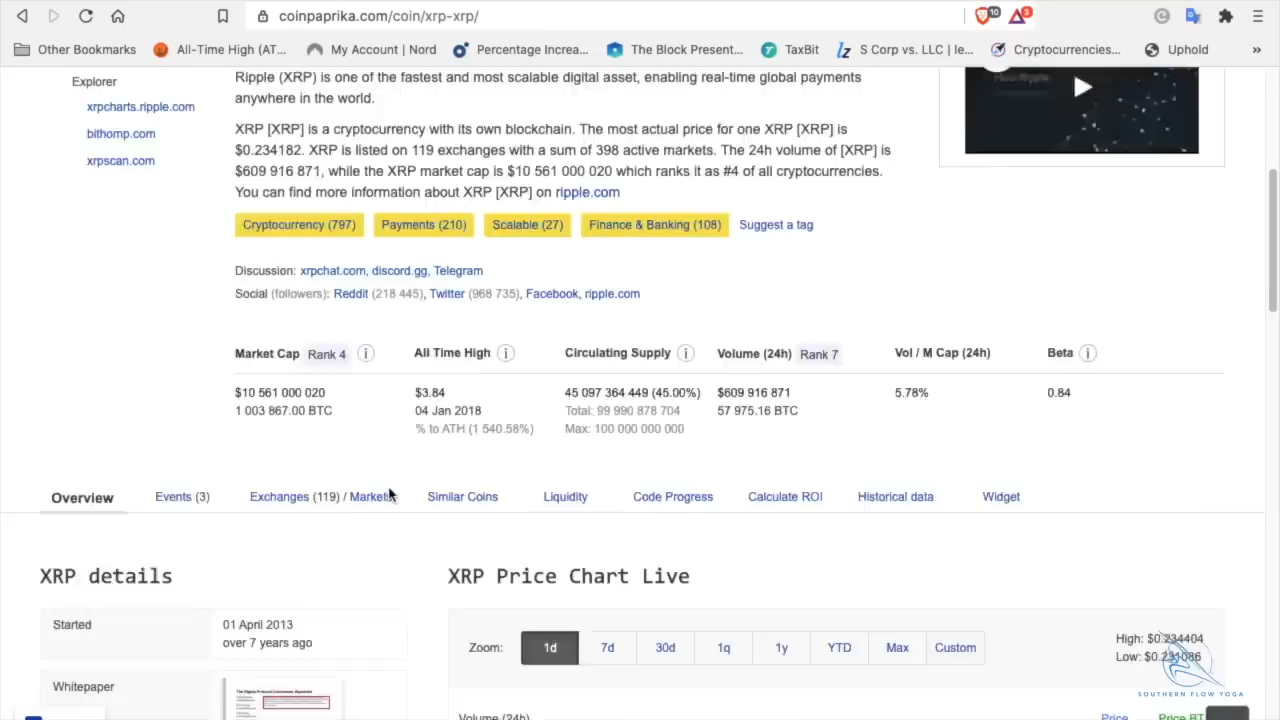 coinpaprika.com/coin/xrp-xrp/
10
3
Other Bookmarks All-Time High (AT... My Account | Nord Percentage Increa... The Block Present... TaxBit S Corp vs. LLC | le... Cryptocurrencies... Uphold »
Explorer
xrpcharts.ripple.com
bithomp.com
xrpscan.com
Ripple (XRP) is one of the fastest and most scalable digital asset, enabling real-time global payments
anywhere in the world.
XRP [XRP] is a cryptocurrency with its own blockchain. The most actual price for one XRP [XRP] is
$0.234182. XRP is listed on 119 exchanges with a sum of 398 active markets. The 24h volume of [XRP] is
$609 916 871, while the XRP market cap is $10 561 000 020 which ranks it as #4 of all cryptocurrencies.
You can find more information about XRP [XRP] on ripple.com
Cryptocurrency (797) Payments (210) Scalable (27) Finance & Banking (108) Suggest a tag
Discussion: xrpchat.com, discord.gg, Telegram
Social (followers): Reddit (218 445), Twitter (968 735), Facebook, ripple.com
Market Cap Rank 4 All Time High Circulating Supply Volume (24h) Rank 7 Vol / M Cap (24h) Beta
$10 561 000 020 $3.84 45 097 364 449 (45.00%) $609 916 871 5.78% 0.84
1 003 867.00 BTC 04 Jan 2018 Total: 99 990 878 704 57 975.16 BTC
% to ATH (1 540.58%) Max: 100 000 000 000
Overview Events (3) Exchanges (119) / Markets Similar Coins Liquidity Code Progress Calculate ROI Historical data Widget
XRP details XRP Price Chart Live
Started 01 April 2013
over 7 years ago
Zoom: 1d 7d 30d 1q 1y YTD Max Custom
High: $0.234404
Low: $0.231086
Whitepaper
SOUTHERN FLOW YOGA
Volume (24h) Price Price BT